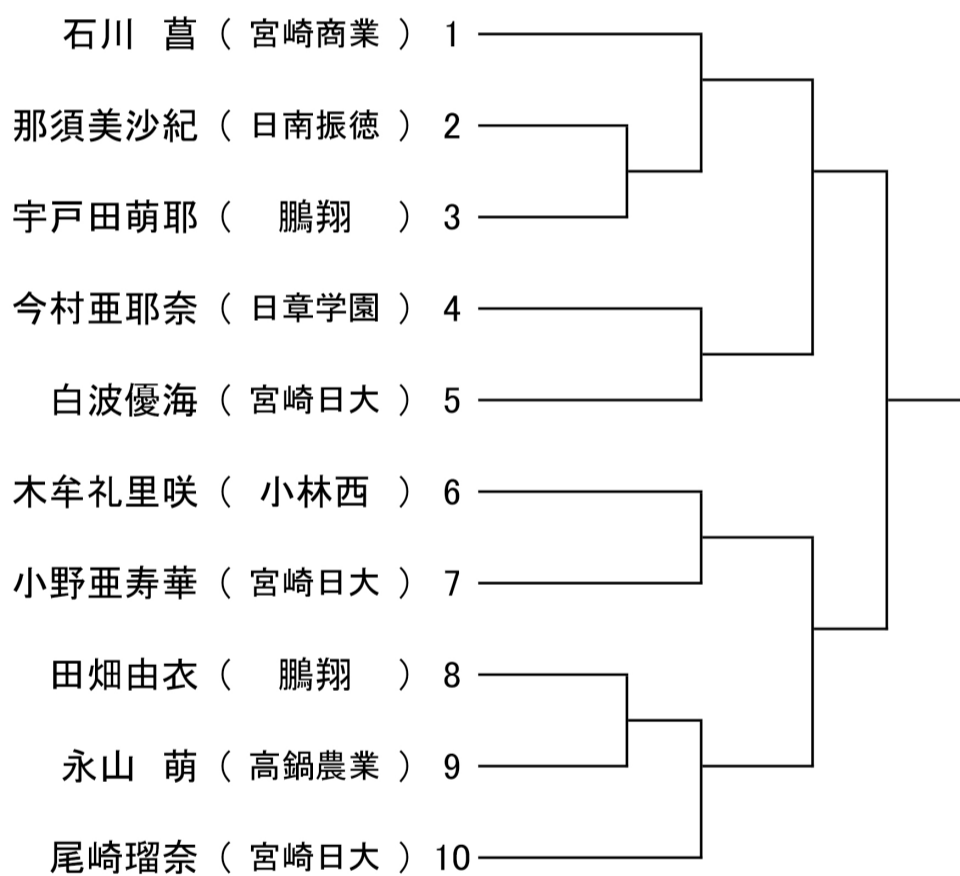 石川 菖 ( 宮崎商業 ) 1
那須美沙紀 ( 日南振徳 ) 2
宇戸田萌耶 ( 鵬翔 ) 3
今村亜耶奈 ( 日章学園 ) 4
白波優海 ( 宮崎日大 ) 5
木牟礼里咲 ( 小林西 ) 6
小野亜寿華 ( 宮崎日大 ) 7
田畑由衣 ( 鵬翔 ) 8
永山 萌 ( 高鍋農業 ) 9
尾崎瑠奈 ( 宮崎日大 ) 10